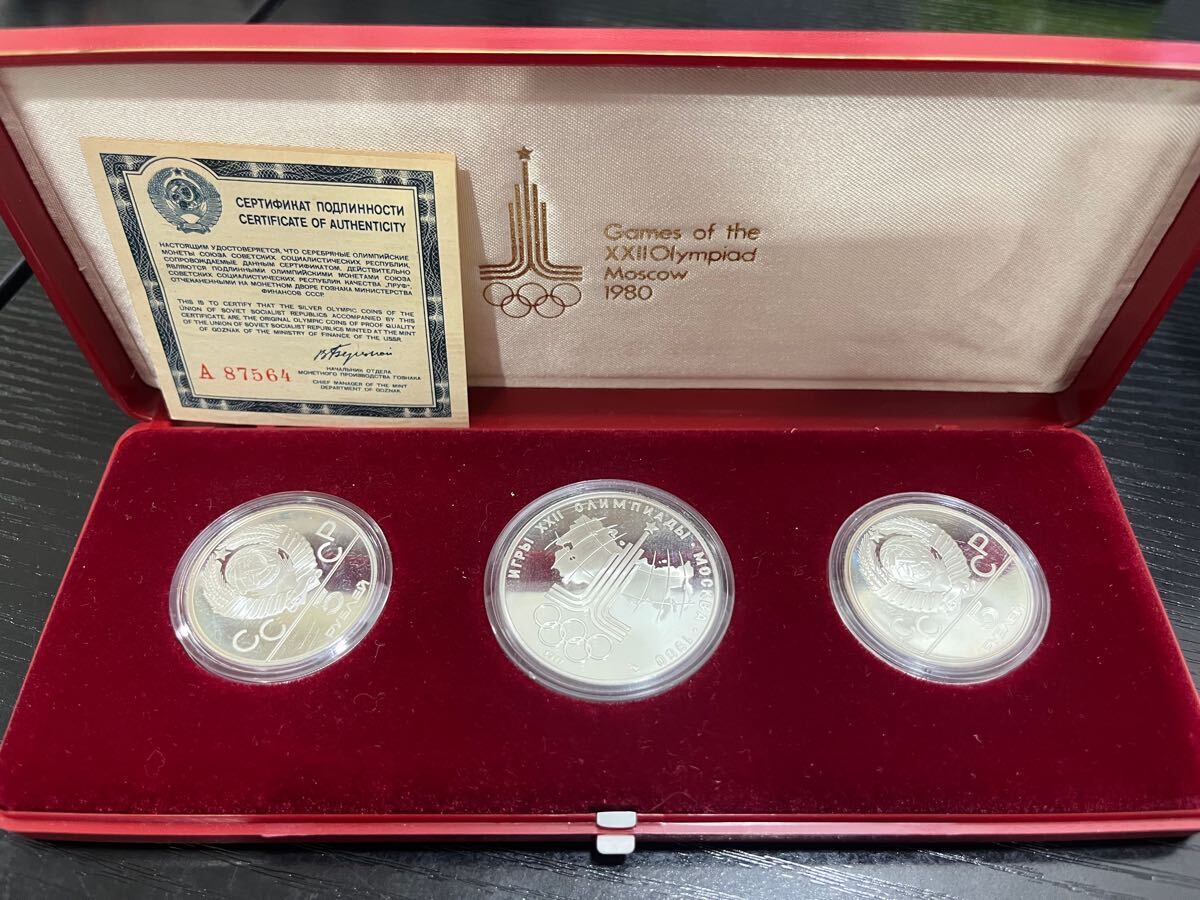 СЕРТИФИКАТ ПОДЛИННОСТИ
CERTIFICATE OF AUTHENTICITY
НАСТОЯЩИМ УДОСТОВЕРЯЕТСЯ, ЧТО СЕРЕБРЯНЫЕ ОЛИМПИЙСКИЕ
МОНЕТЫ СОЮЗА СОВЕТСКИХ СОЦИАЛИСТИЧЕСКИХ РЕСПУБЛИК,
СОПРОВОЖДАЕМЫЕ ДАННЫМ СЕРТИФИКАТОМ, ДЕЙСТВИТЕЛЬНО
ЯВЛЯЮТСЯ ПОДЛИННЫМИ ОЛИМПИЙСКИМИ МОНЕТАМИ СОЮЗА
СОВЕТСКИХ СОЦИАЛИСТИЧЕСКИХ РЕСПУБЛИК КАЧЕСТВА „ПРУФ“,
ОТЧЕКАНЕННЫМИ НА МОНЕТНОМ ДВОРЕ ГОЗНАКА МИНИСТЕРСТВА
ФИНАНСОВ СССР.
THIS IS TO CERTIFY THAT THE SILVER OLYMPIC COINS OF THE
UNION OF SOVIET SOCIALIST REPUBLICS ACCOMPANIED BY THIS
CERTIFICATE ARE THE ORIGINAL OLYMPIC COINS OF PROOF QUALITY
OF THE UNION OF SOVIET SOCIALIST REPUBLICS MINTED AT THE MINT
OF GOZNAK OF THE MINISTRY OF FINANCE OF THE USSR.
А 87564
НАЧАЛЬНИК ОТДЕЛА
МОНЕТНОГО ПРОИЗВОДСТВА ГОЗНАКА
CHIEF MANAGER OF THE MINT
DEPARTMENT OF GOZNAK
Games of the
XXII Olympiad
Moscow
1980
СССР
РУБЛЕЙ
ИГРЫ XXII ОЛИМПИАДЫ · МОСКВА · 1980
1977
СССР
5
РУБЛЕЙ